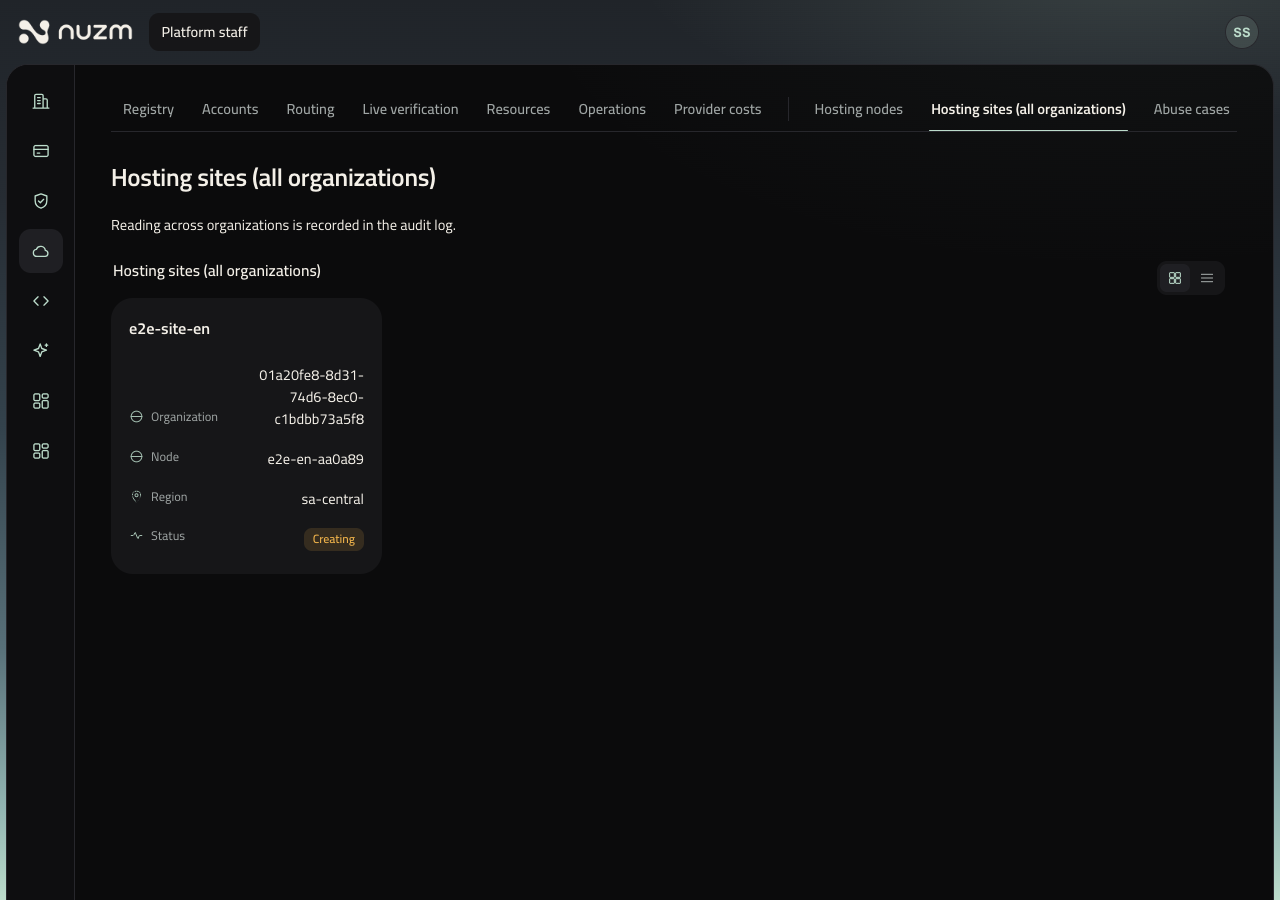 nuzm
Platform staff
SS
Registry
Accounts
Routing
Live verification
Resources
Operations
Provider costs
Hosting nodes
Hosting sites (all organizations)
Abuse cases
Hosting sites (all organizations)
Reading across organizations is recorded in the audit log.
Hosting sites (all organizations)
e2e-site-en
Organization
01a20fe8-8d31-
74d6-8ec0-
c1bdbb73a5f8
Node
e2e-en-aa0a89
Region
sa-central
Status
Creating